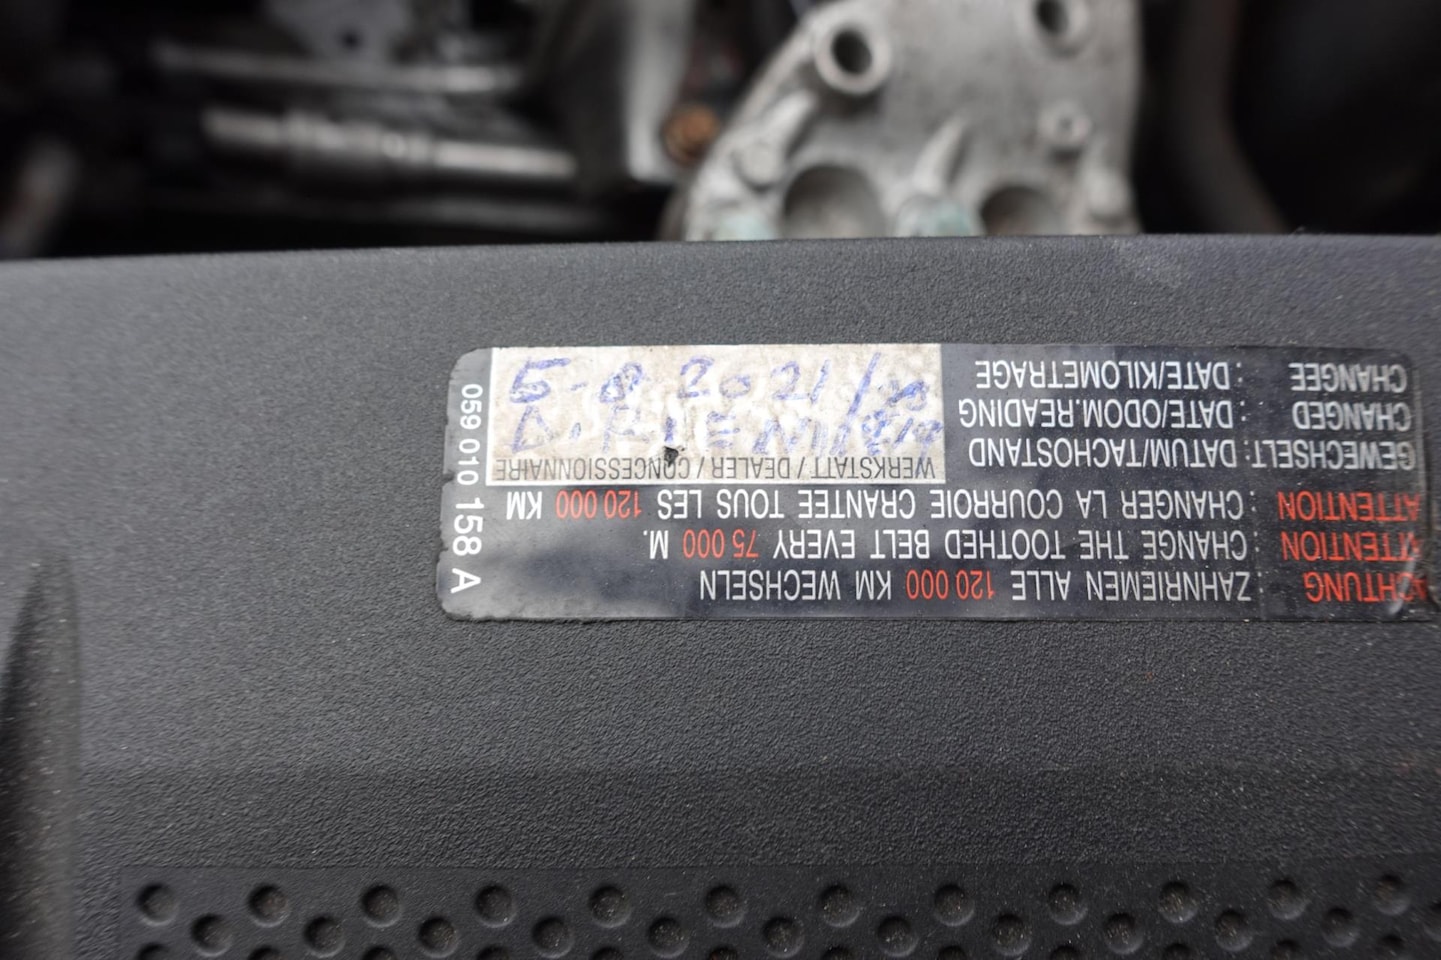 ACHTUNG : ZAHNRIEMEN ALLE 120 000 KM WECHSELN
ATTENTION : CHANGE THE TOOTHED BELT EVERY 75 000 M.
ATTENTION : CHANGER LA COURROIE CRANTEE TOUS LES 120 000 KM
GEWECHSELT: DATUM/TACHOSTAND
CHANGED : DATE/ODOM.READING
CHANGEE : DATE/KILOMETRAGE
WERKSTATT / DEALER / CONCESSIONNAIRE
5-8 2021/
D.RIEMEN
059 010 158 A